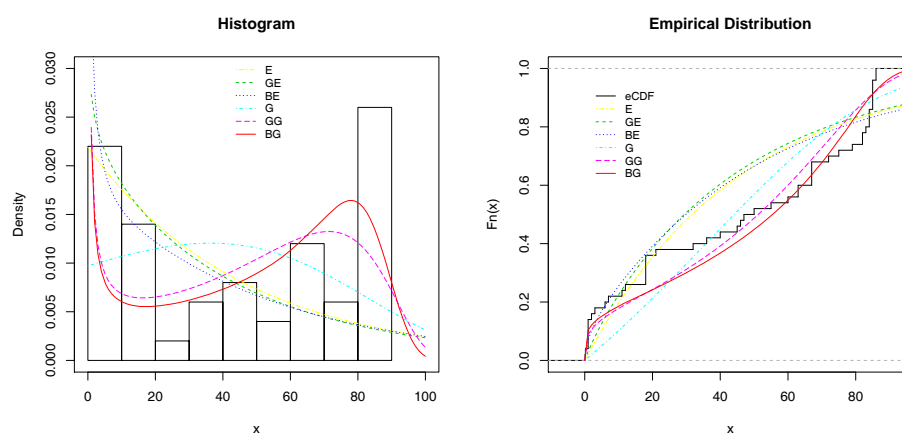 Histogram
Density
0.030
0.025
0.020
0.015
0.010
0.005
0.000
E
GE
BE
G
GG
BG
0 20 40 60 80 100
x
Empirical Distribution
Fn(x)
1.0
0.8
0.6
0.4
0.2
0.0
eCDF
E
GE
BE
G
GG
BG
0 20 40 60 80
x